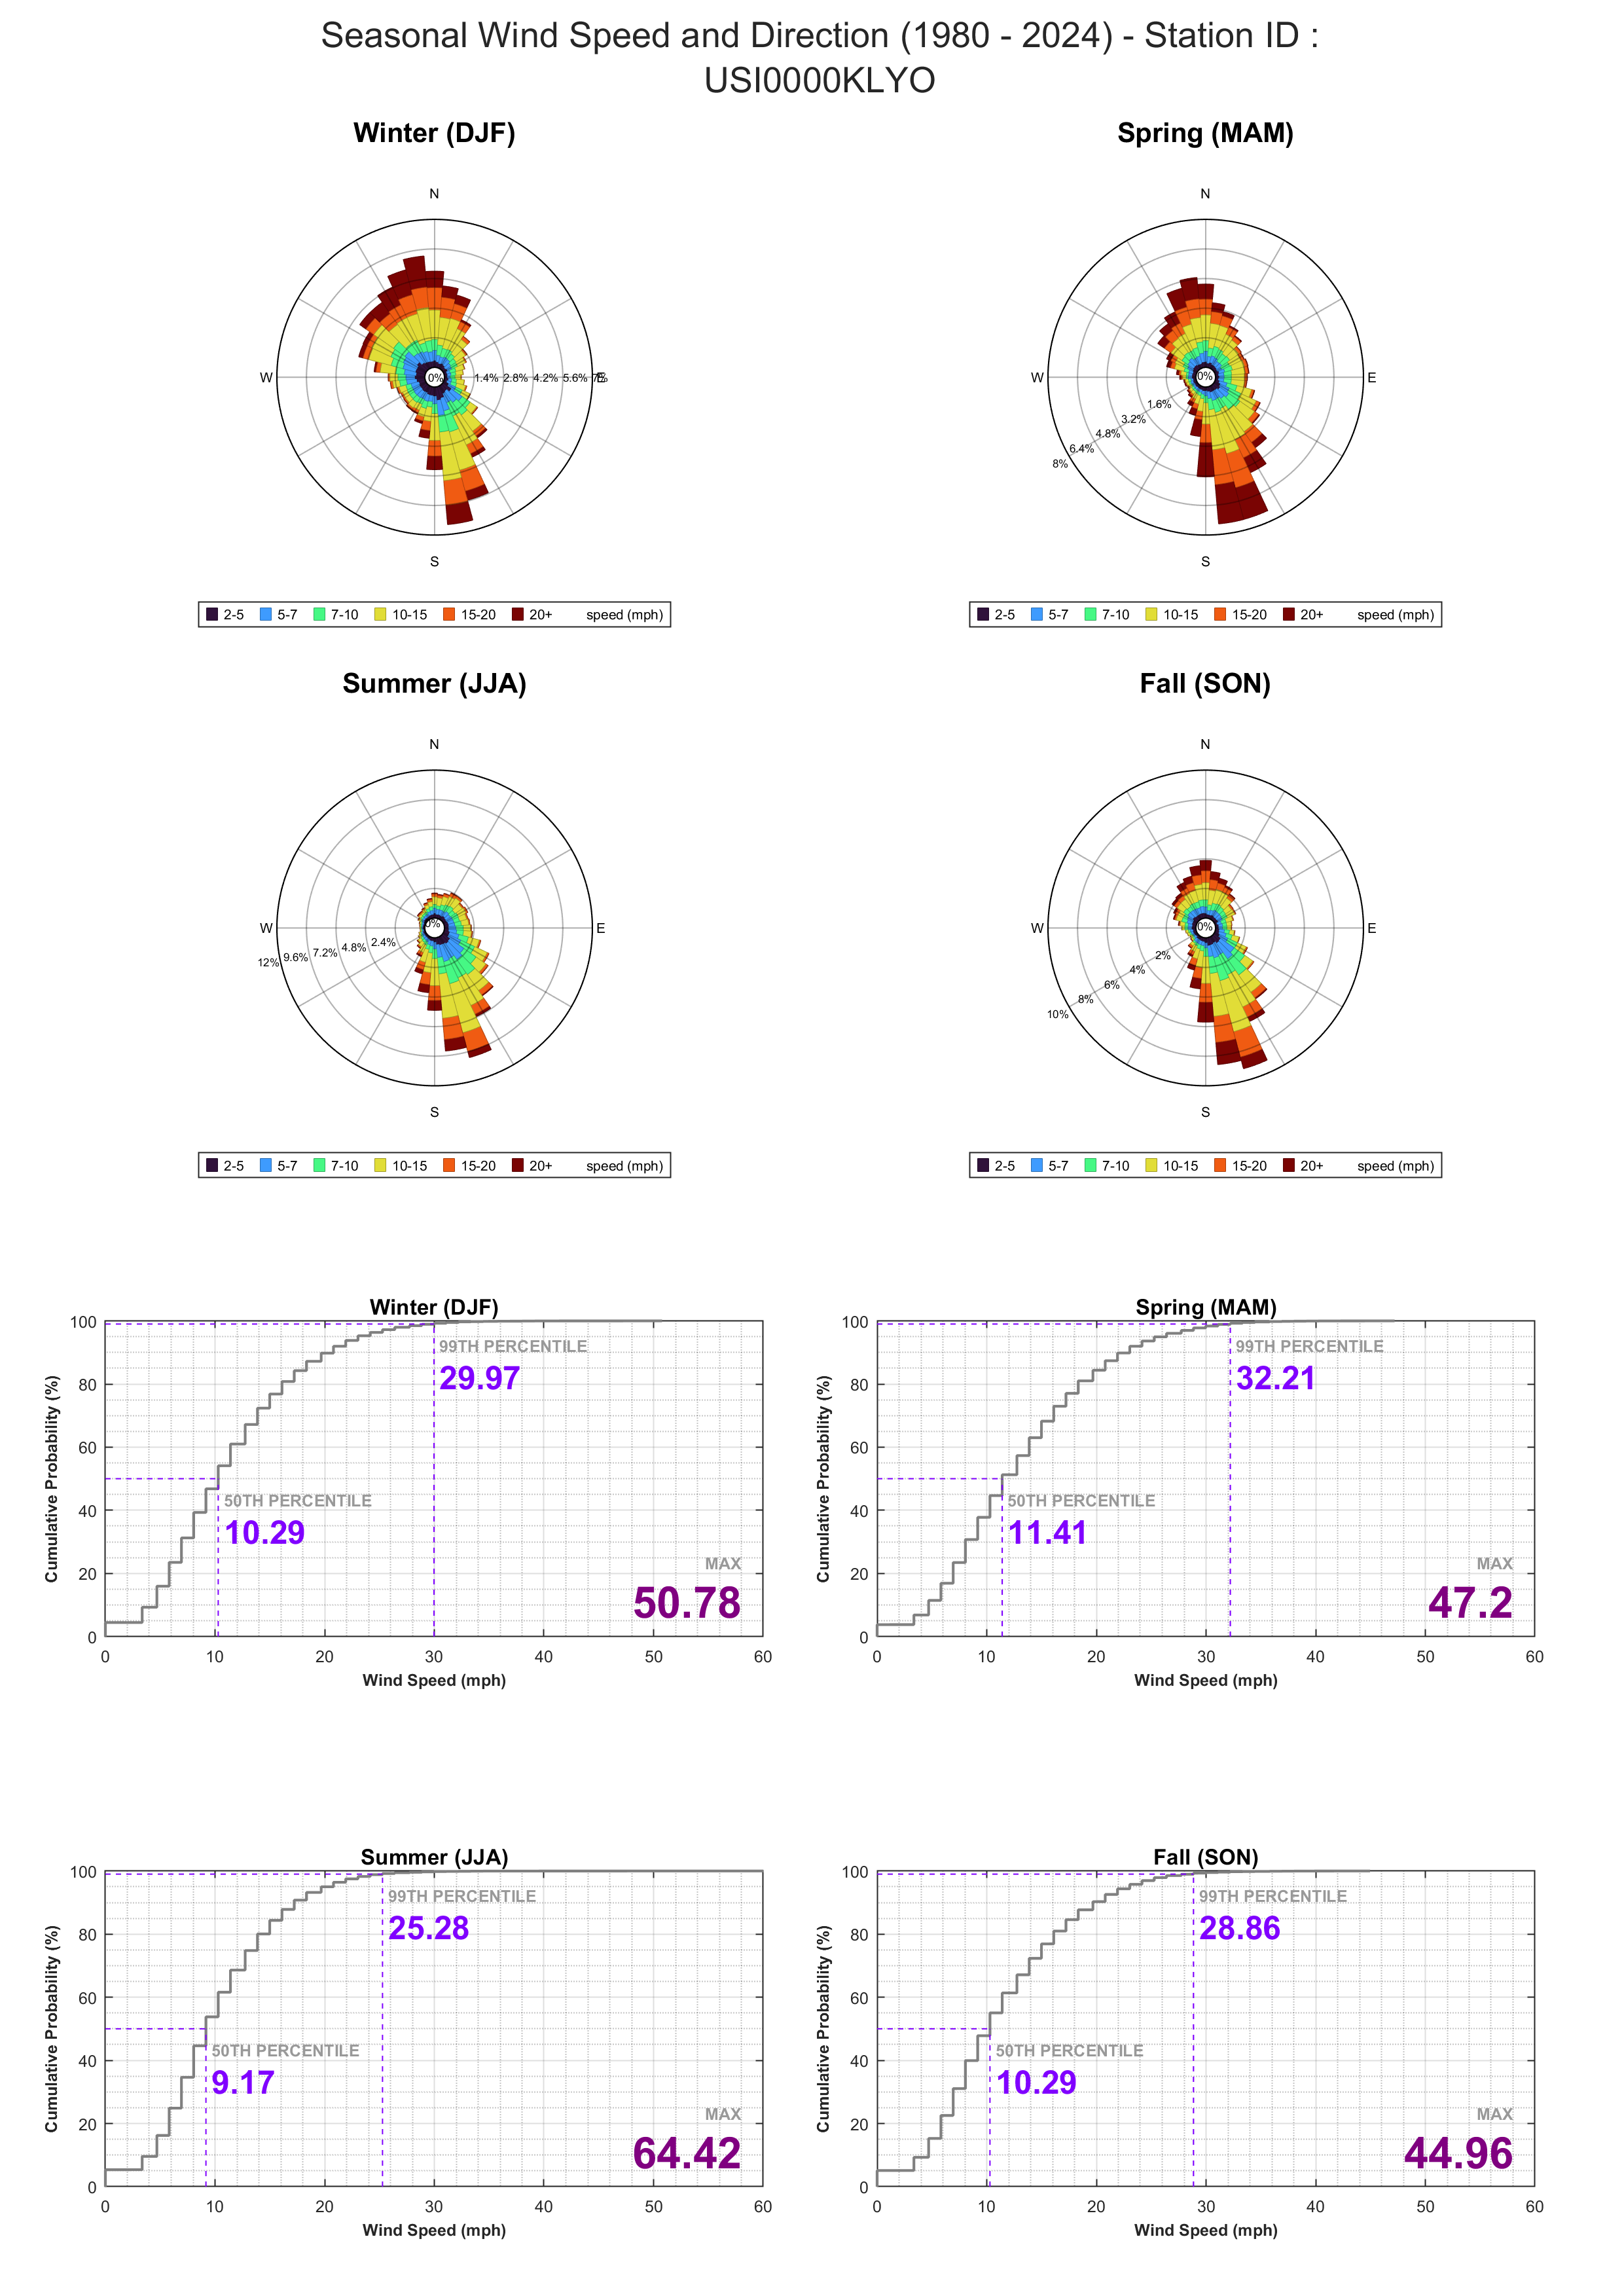 Seasonal Wind Speed and Direction (1980 - 2024) - Station ID :
USI0000KLYO
Winter (DJF)
N
W
0%
1.4%
2.8%
4.2%
5.6%
7%
E
S
2-5 5-7 7-10 10-15 15-20 20+ speed (mph)
Spring (MAM)
N
W
0%
E
1.6%
3.2%
4.8%
6.4%
8%
S
2-5 5-7 7-10 10-15 15-20 20+ speed (mph)
Summer (JJA)
N
W
0%
E
2.4%
4.8%
7.2%
9.6%
12%
S
2-5 5-7 7-10 10-15 15-20 20+ speed (mph)
Fall (SON)
N
W
0%
E
2%
4%
6%
8%
10%
S
2-5 5-7 7-10 10-15 15-20 20+ speed (mph)
Winter (DJF)
Cumulative Probability (%)
100
80
60
40
20
0
99TH PERCENTILE
29.97
50TH PERCENTILE
10.29
MAX
50.78
0 10 20 30 40 50 60
Wind Speed (mph)
Spring (MAM)
Cumulative Probability (%)
100
80
60
40
20
0
99TH PERCENTILE
32.21
50TH PERCENTILE
11.41
MAX
47.2
0 10 20 30 40 50 60
Wind Speed (mph)
Summer (JJA)
Cumulative Probability (%)
100
80
60
40
20
0
99TH PERCENTILE
25.28
50TH PERCENTILE
9.17
MAX
64.42
0 10 20 30 40 50 60
Wind Speed (mph)
Fall (SON)
Cumulative Probability (%)
100
80
60
40
20
0
99TH PERCENTILE
28.86
50TH PERCENTILE
10.29
MAX
44.96
0 10 20 30 40 50 60
Wind Speed (mph)